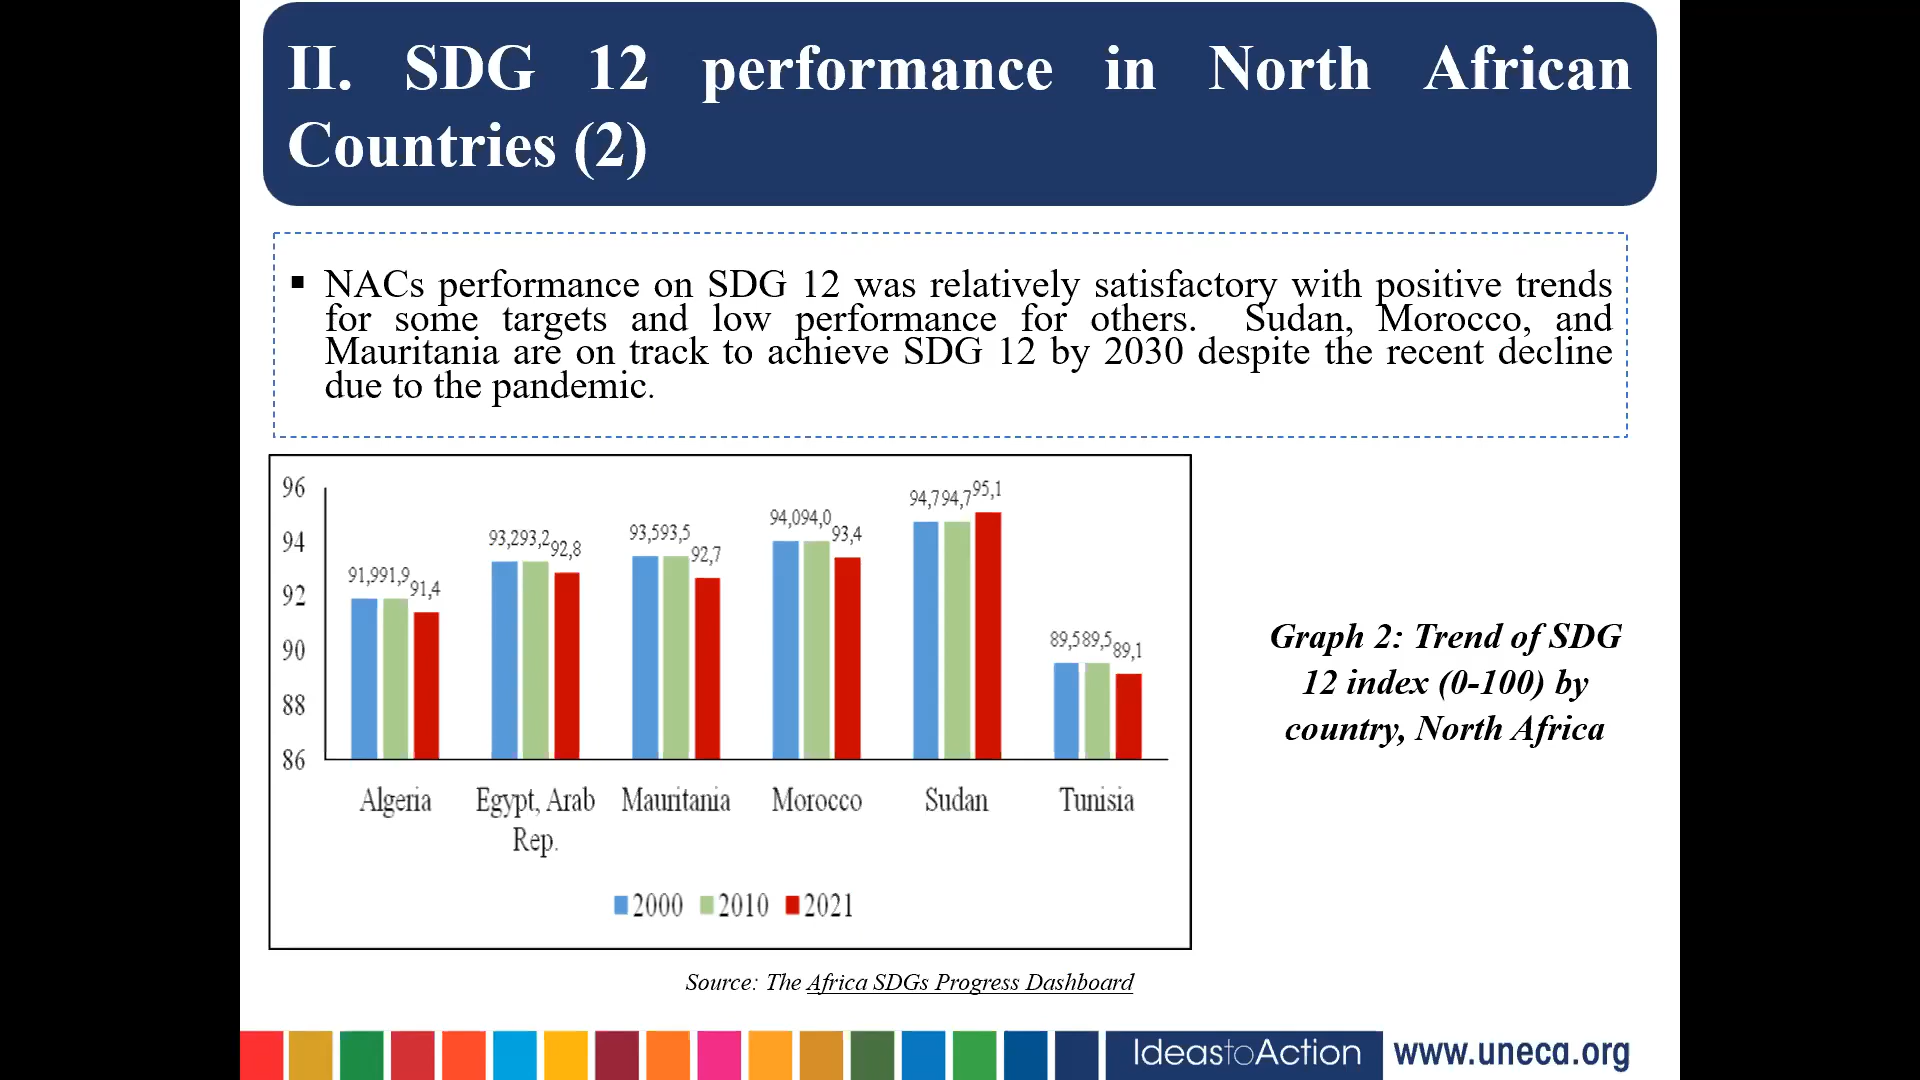 II. SDG 12 performance in North African
Countries (2)
▪ NACs performance on SDG 12 was relatively satisfactory with positive trends
for some targets and low performance for others. Sudan, Morocco, and
Mauritania are on track to achieve SDG 12 by 2030 despite the recent decline
due to the pandemic.
96
94
92
90
88
86
91,9 91,9 91,4
93,2 93,2 92,8
93,5 93,5 92,7
94,0 94,0 93,4
94,7 94,7 95,1
89,5 89,5 89,1
Algeria
Egypt, Arab
Rep.
Mauritania
Morocco
Sudan
Tunisia
2000 2010 2021
Graph 2: Trend of SDG
12 index (0-100) by
country, North Africa
Source: The Africa SDGs Progress Dashboard
IdeastoAction
www.uneca.org